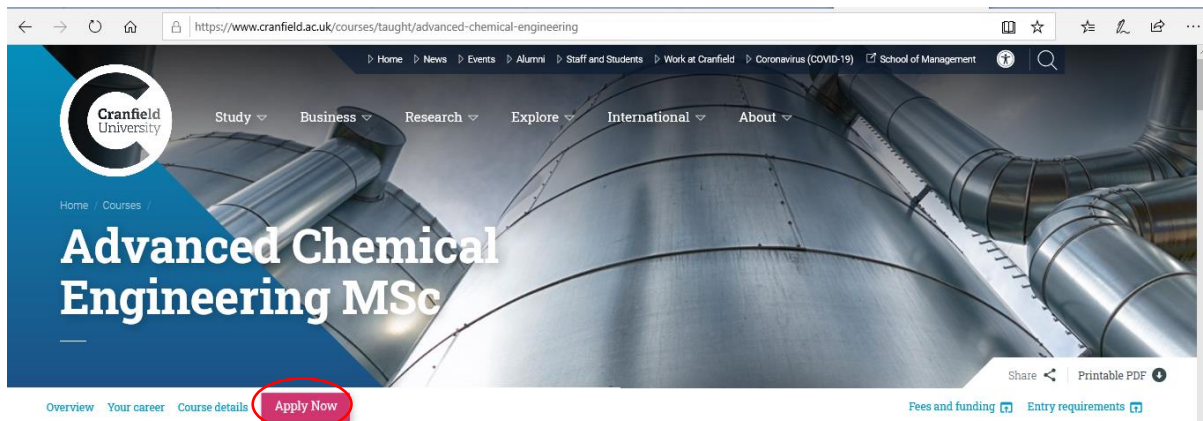 https://www.cranfield.ac.uk/courses/taught/advanced-chemical-engineering
Home News Events Alumni Staff and Students Work at Cranfield Coronavirus (COVID-19) School of Management
Cranfield
University
Study Business Research Explore International About
Home / Courses /
Advanced Chemical
Engineering MSc
Share Printable PDF
Overview Your career Course details Apply Now Fees and funding Entry requirements